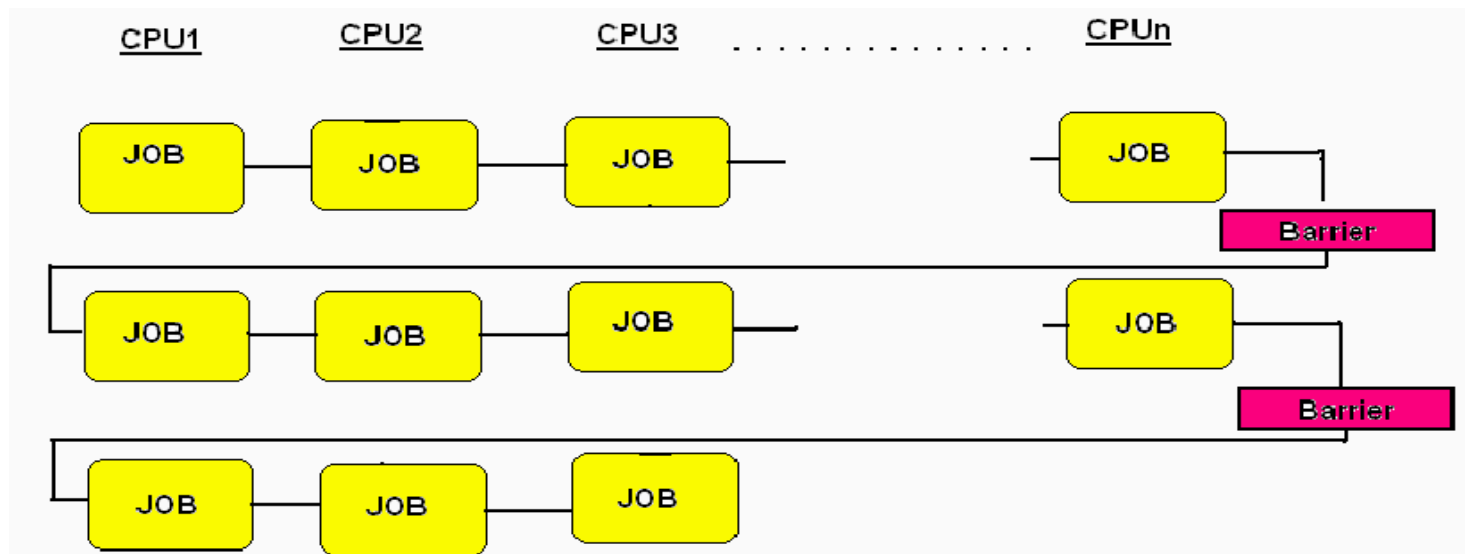 CPU1 CPU2 CPU3 . . . . . . . . . . . . . . CPUn
JOB JOB JOB JOB
Barrier
JOB JOB JOB JOB
Barrier
JOB JOB JOB